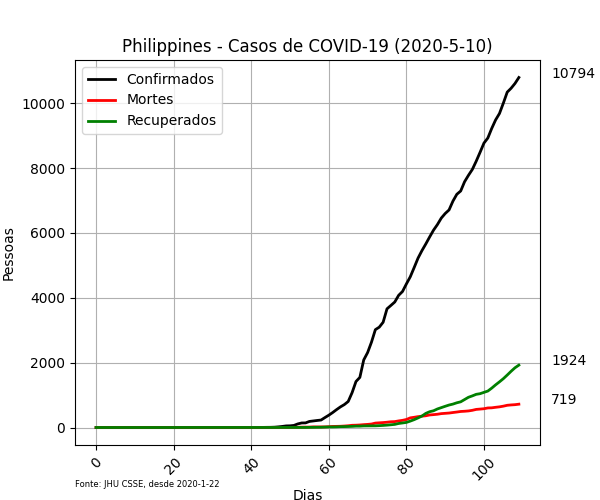 Philippines - Casos de COVID-19 (2020-5-10)
Confirmados
Mortes
Recuperados
10794
1924
719
10000
8000
6000
4000
2000
0
Pessoas
0 20 40 60 80 100
Fonte: JHU CSSE, desde 2020-1-22
Dias